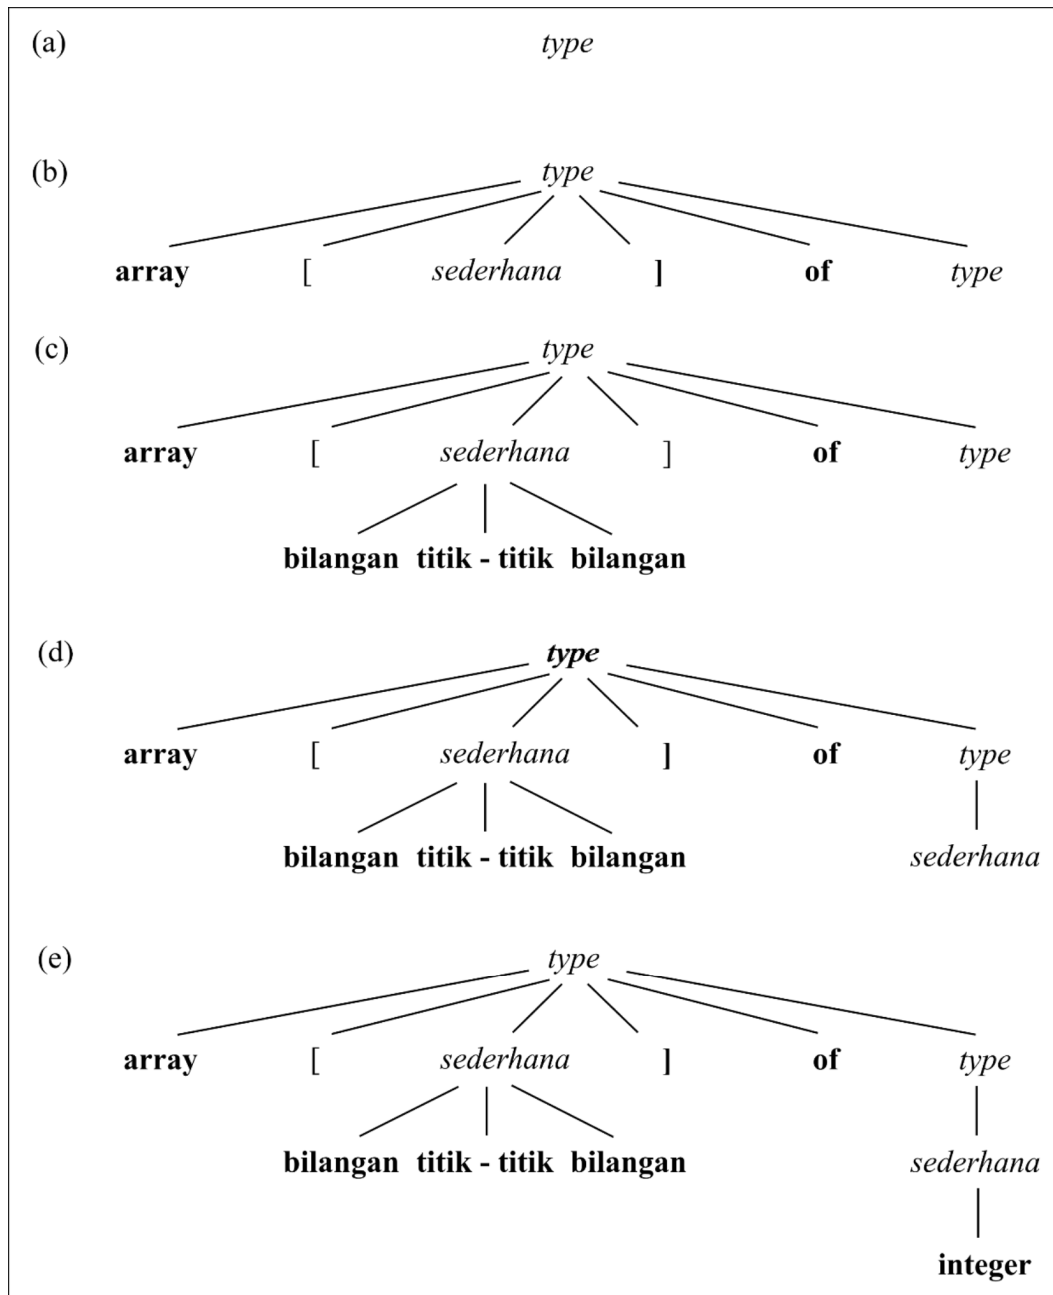 (a) type
(b) type
array [ sederhana ] of type
(c) type
array [ sederhana ] of type
bilangan titik - titik bilangan
(d) type
array [ sederhana ] of type
bilangan titik - titik bilangan sederhana
(e) type
array [ sederhana ] of type
bilangan titik - titik bilangan sederhana
integer